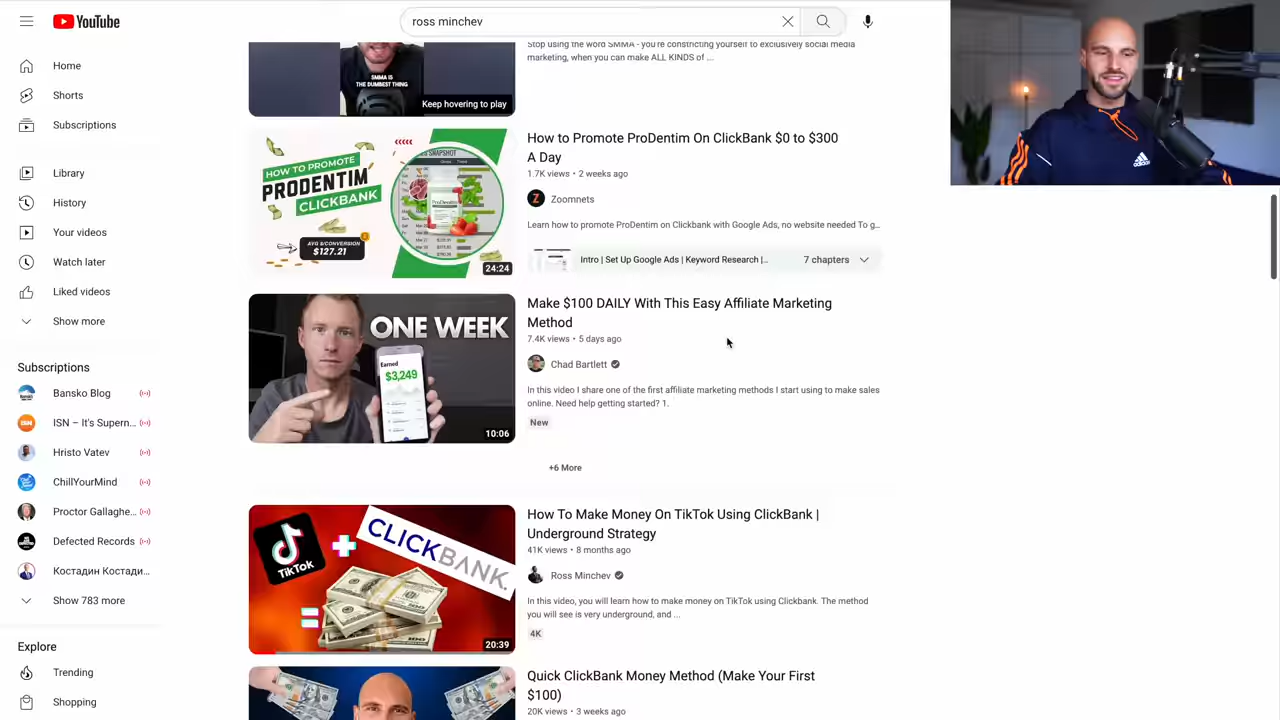 YouTube
ross minchev
Home
Shorts
Subscriptions
Library
History
Your videos
Watch later
Liked videos
Show more
Subscriptions
Bansko Blog
ISN – It's Supern...
Hristo Vatev
ChillYourMind
Proctor Gallaghe...
Defected Records
Костадин Костади...
Show 783 more
Explore
Trending
Shopping
SMMA IS
THE DUMBEST THING
Keep hovering to play
Stop using the word SMMA - you're constricting yourself to exclusively social media
marketing, when you can make ALL KINDS of ...
HOW TO PROMOTE
PRODENTIM
CLICKBANK
AVG $/CONVERSION
$127.21
SNAPSHOT
ProDentim
24:24
How to Promote ProDentim On ClickBank $0 to $300
A Day
1.7K views • 2 weeks ago
Z
Zoomnets
Learn how to promote ProDentim on Clickbank with Google Ads, no website needed To g...
Intro | Set Up Google Ads | Keyword Research |...
7 chapters
ONE WEEK
Earned
$3,249
10:06
Make $100 DAILY With This Easy Affiliate Marketing
Method
7.4K views • 5 days ago
Chad Bartlett
In this video I share one of the first affiliate marketing methods I start using to make sales
online. Need help getting started? 1.
New
+6 More
TikTok
CLICKBANK.
20:39
How To Make Money On TikTok Using ClickBank |
Underground Strategy
41K views • 8 months ago
Ross Minchev
In this video, you will learn how to make money on TikTok using Clickbank. The method
you will see is very underground, and ...
4K
Quick ClickBank Money Method (Make Your First
$100)
20K views • 3 weeks ago
adidas